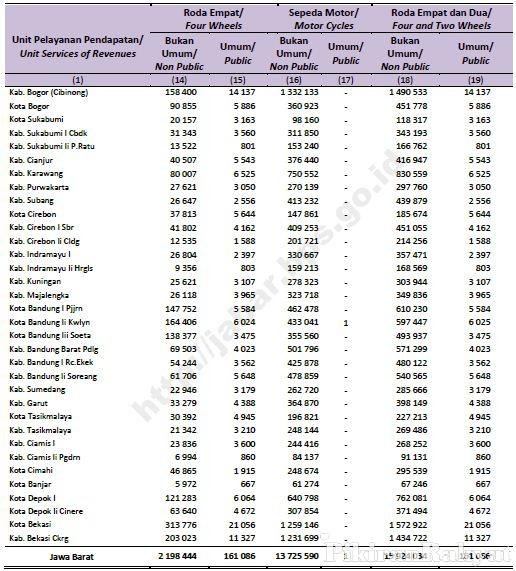 Unit Pelayanan Pendapatan/ Unit Services of Revenues | Roda Empat/ Four Wheels | Sepeda Motor/ Motor Cycles | Roda Empat dan Dua/ Four and Two Wheels
Bukan Umum/ Non Public | Umum/ Public | Bukan Umum/ Non Public | Umum/ Public | Bukan Umum/ Non Public | Umum/ Public
(1) (14) (15) (16) (17) (18) (19)
Kab. Bogor (Cibinong) 158 400 14 137 1 332 133 - 1 490 533 14 137
Kota Bogor 90 855 5 886 360 923 - 451 778 5 886
Kota Sukabumi 20 157 3 163 98 160 - 118 317 3 163
Kab. Sukabumi I Cbdk 31 343 3 560 311 850 - 343 193 3 560
Kab. Sukabumi Ii P.Ratu 13 522 801 153 240 - 166 762 801
Kab. Cianjur 40 507 5 543 376 440 - 416 947 5 543
Kab. Karawang 80 007 6 525 750 552 - 830 559 6 525
Kab. Purwakarta 27 621 3 050 270 139 - 297 760 3 050
Kab. Subang 26 647 2 556 413 232 - 439 879 2 556
Kota Cirebon 37 813 5 644 147 861 - 185 674 5 644
Kab. Cirebon I Sbr 41 802 4 162 409 253 - 451 055 4 162
Kab. Cirebon Ii Cldg 12 535 1 588 201 721 - 214 256 1 588
Kab. Indramayu I 26 804 2 397 330 667 - 357 471 2 397
Kab. Indramayu Ii Hrgls 9 356 803 159 213 - 168 569 803
Kab. Kuningan 25 621 3 107 278 323 - 303 944 3 107
Kab. Majalengka 26 118 3 965 323 718 - 349 836 3 965
Kota Bandung I Pjjrn 147 752 5 584 462 478 - 610 230 5 584
Kota Bandung Ii Kwlyn 164 406 6 024 433 041 1 597 447 6 025
Kota Bandung Iii Soeta 138 377 3 475 355 560 - 493 937 3 475
Kab. Bandung Barat Pdlg 69 503 4 023 501 796 - 571 299 4 023
Kab. Bandung I Rc.Ekek 54 244 3 562 425 878 - 480 122 3 562
Kab. Bandung Ii Soreang 61 706 5 648 478 859 - 540 565 5 648
Kab. Sumedang 22 946 3 179 262 720 - 285 666 3 179
Kab. Garut 33 279 4 388 364 870 - 398 149 4 388
Kota Tasikmalaya 30 392 4 945 196 821 - 227 213 4 945
Kab. Tasikmalaya 21 342 3 210 248 144 - 269 486 3 210
Kab. Ciamis I 23 836 3 600 244 416 - 268 252 3 600
Kab. Ciamis Ii Pgdrn 6 994 860 84 137 - 91 131 860
Kota Cimahi 46 865 1 915 248 674 - 295 539 1 915
Kota Banjar 5 972 667 61 274 - 67 246 667
Kota Depok I 121 283 6 064 640 798 - 762 081 6 064
Kota Depok Ii Cinere 63 640 4 672 307 854 - 371 494 4 672
Kota Bekasi 313 776 21 056 1 259 146 - 1 572 922 21 056
Kab. Bekasi Ckrg 203 023 11 327 1 231 699 - 1 434 722 11 327
Jawa Barat 2 198 444 161 086 13 725 590 15 924 034
http://jabar.bps.go.id
Pikiran Rakyat